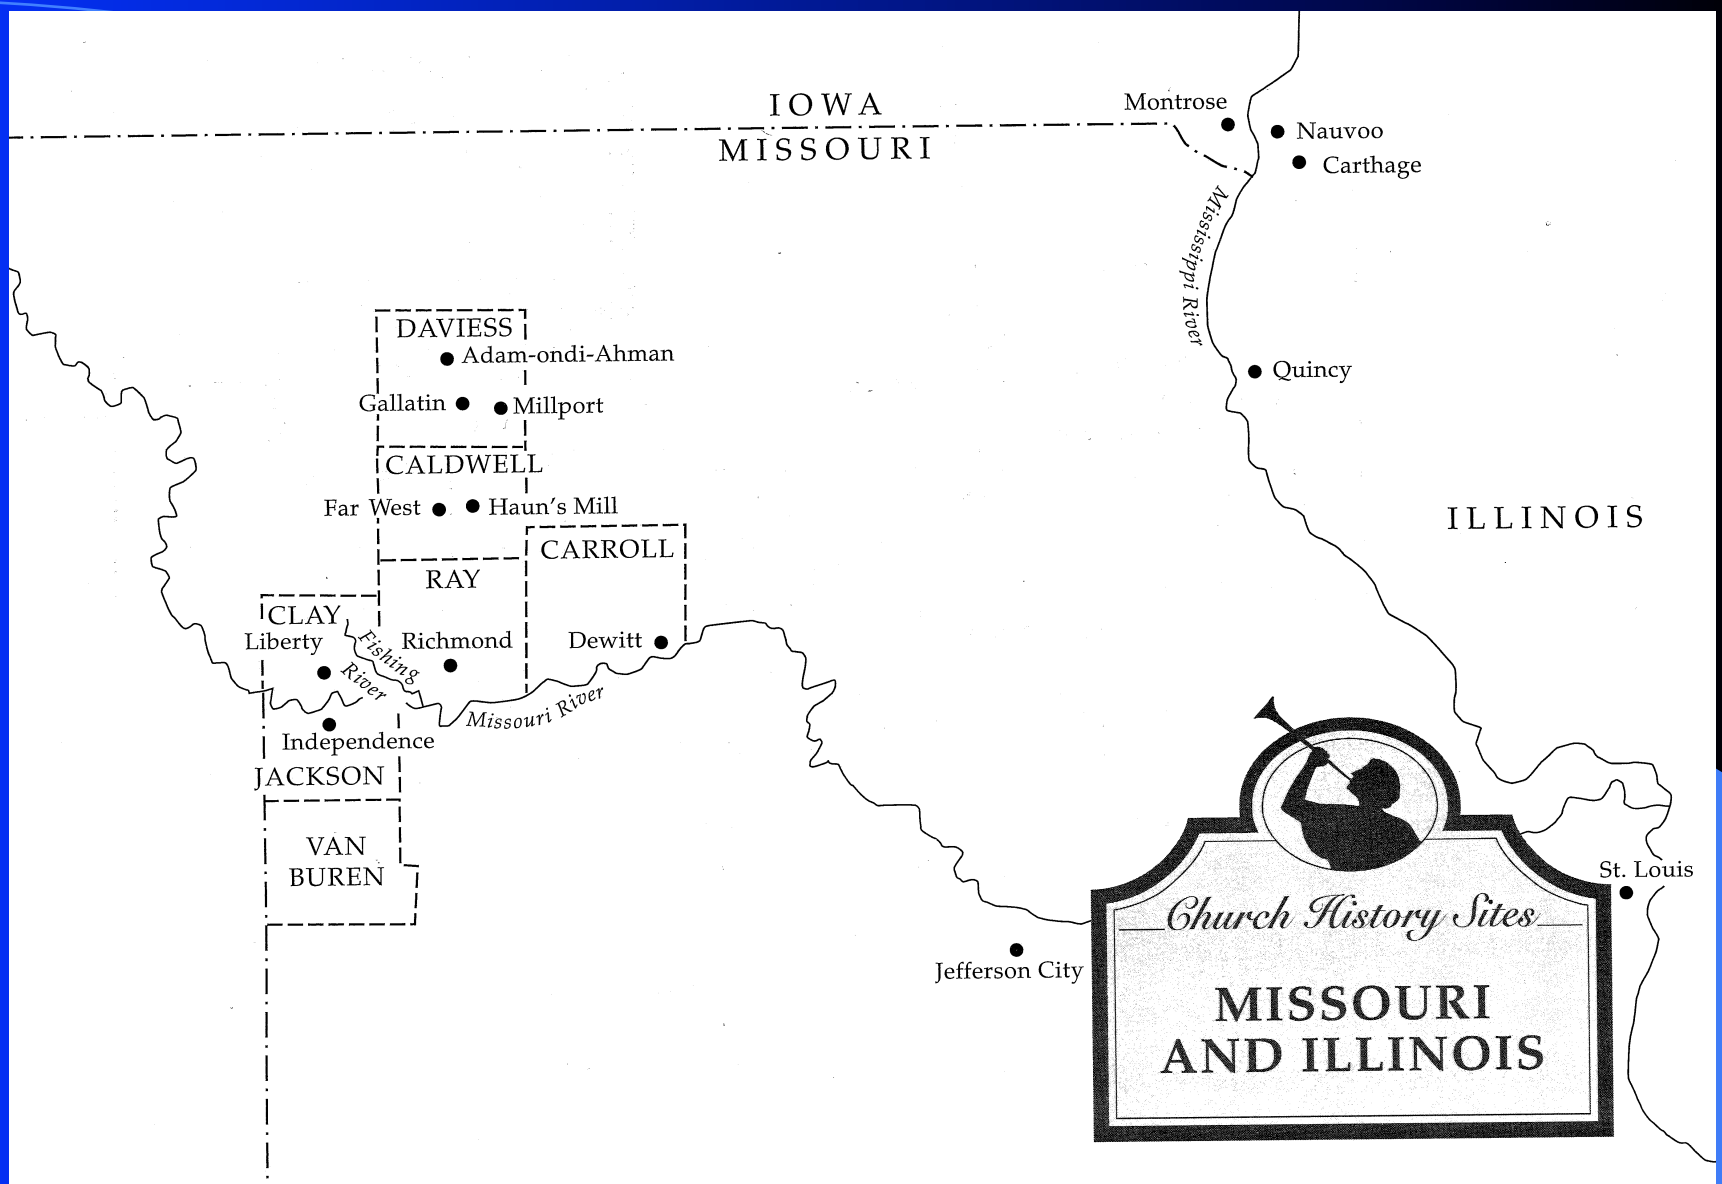 IOWA
MISSOURI
Montrose
Nauvoo
Carthage
Mississippi River
Quincy
ILLINOIS
DAVIESS
Adam-ondi-Ahman
Gallatin
Millport
CALDWELL
Far West
Haun's Mill
CARROLL
RAY
CLAY
Liberty
Fishing
River
Richmond
Dewitt
Missouri River
Independence
JACKSON
VAN
BUREN
Jefferson City
St. Louis
Church History Sites
MISSOURI
AND ILLINOIS